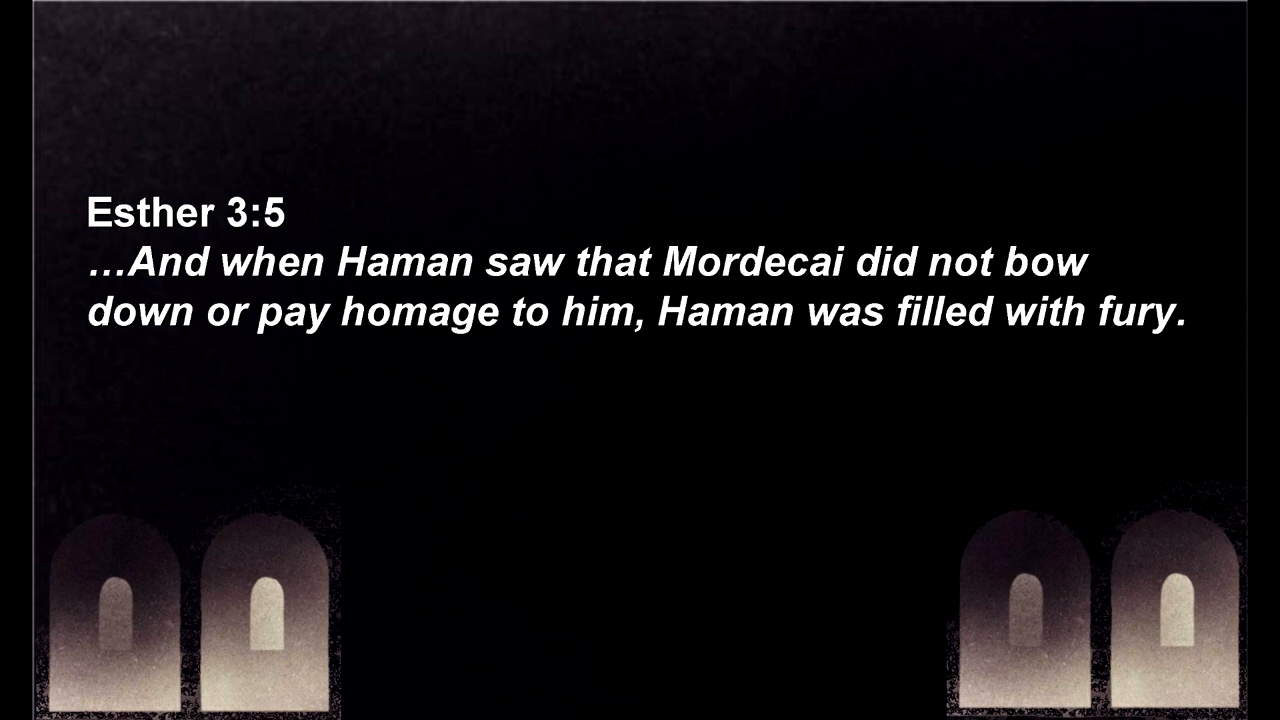 Esther 3:5
…And when Haman saw that Mordecai did not bow
down or pay homage to him, Haman was filled with fury.